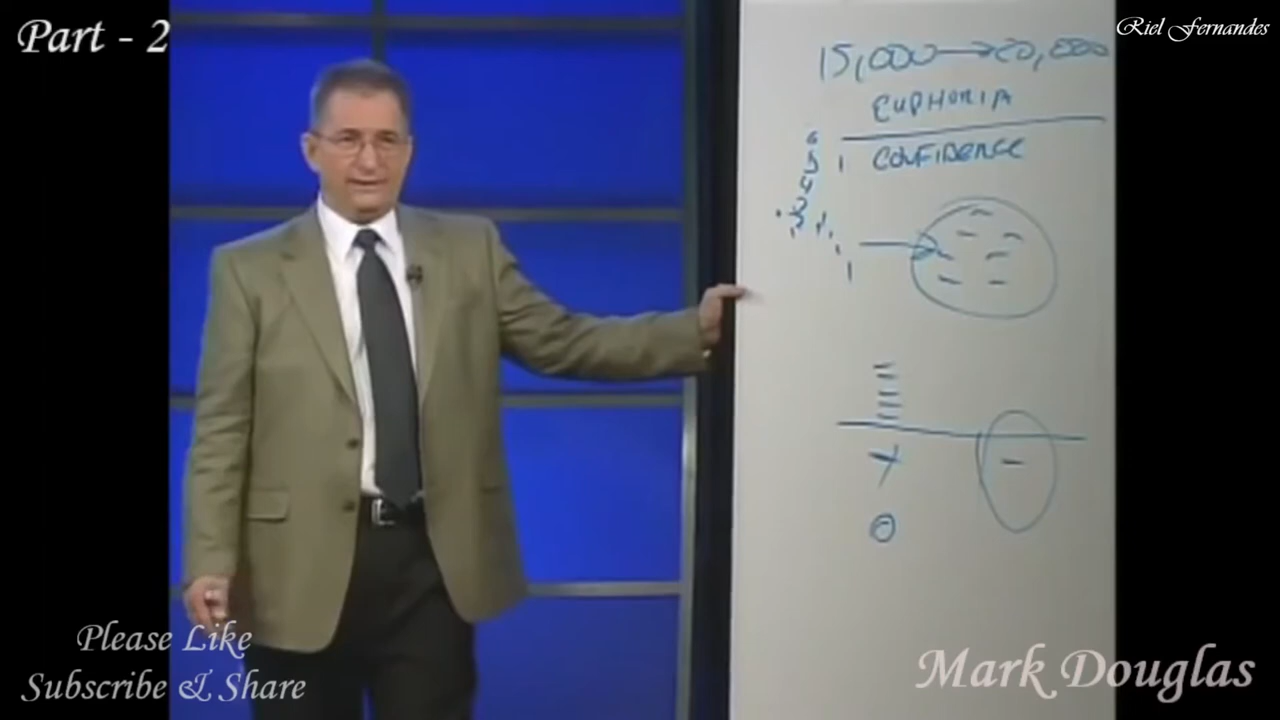 Part - 2
Riel Fernandes
15,000 → 20,000
EUPHORIA
CONFIDENCE
Please Like
Subscribe & Share
Mark Douglas